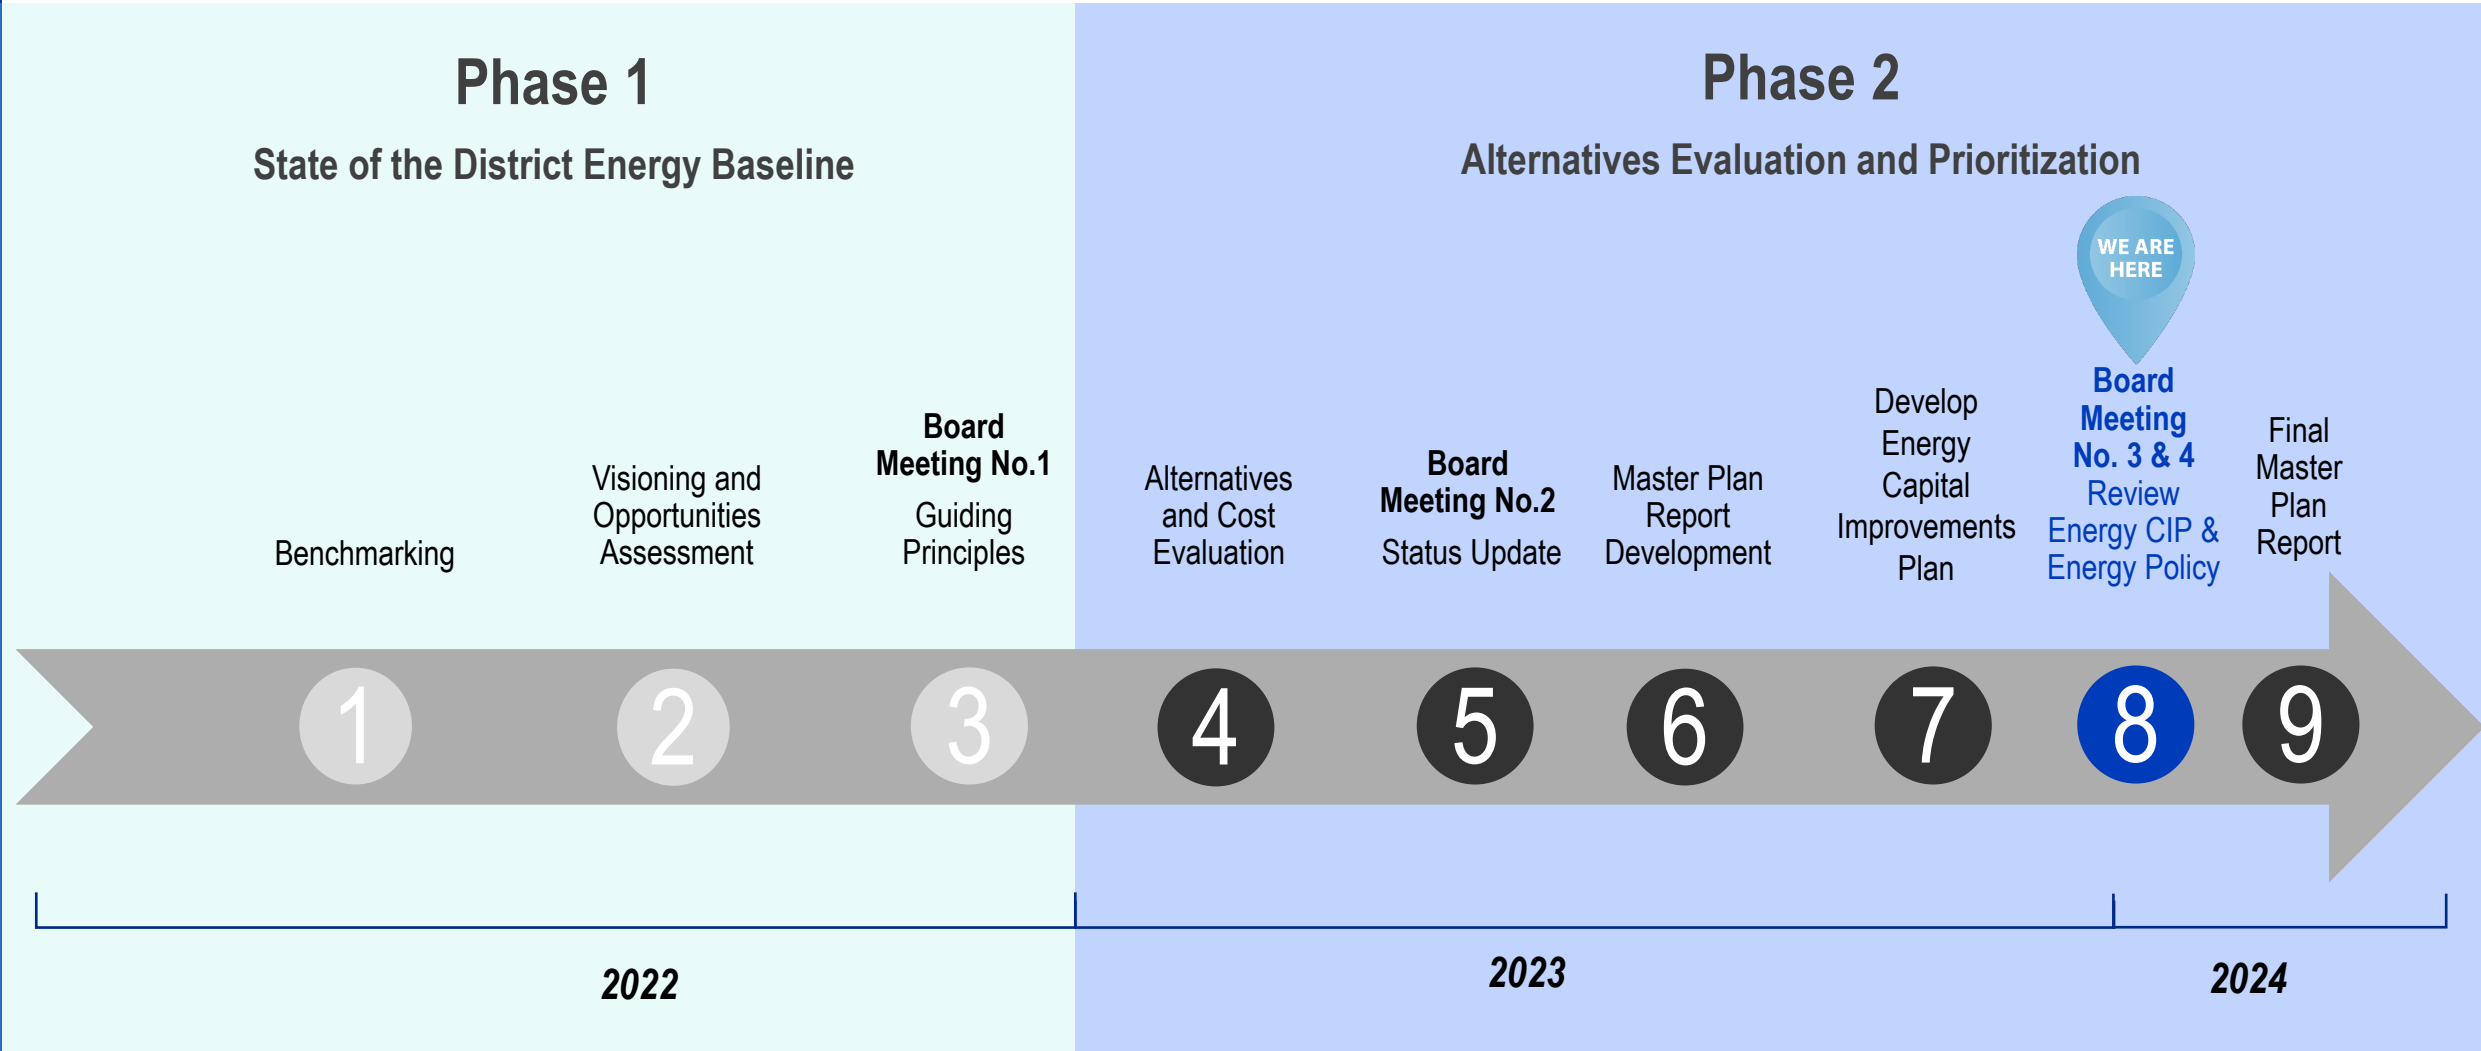 Phase 1
State of the District Energy Baseline
Phase 2
Alternatives Evaluation and Prioritization
WE ARE
HERE
Benchmarking
Visioning and
Opportunities
Assessment
Board
Meeting No.1
Guiding
Principles
Alternatives
and Cost
Evaluation
Board
Meeting No.2
Status Update
Master Plan
Report
Development
Develop
Energy
Capital
Improvements
Plan
Board
Meeting
No. 3 & 4
Review
Energy CIP &
Energy Policy
Final
Master
Plan
Report
1
2
3
4
5
6
7
8
9
2022
2023
2024